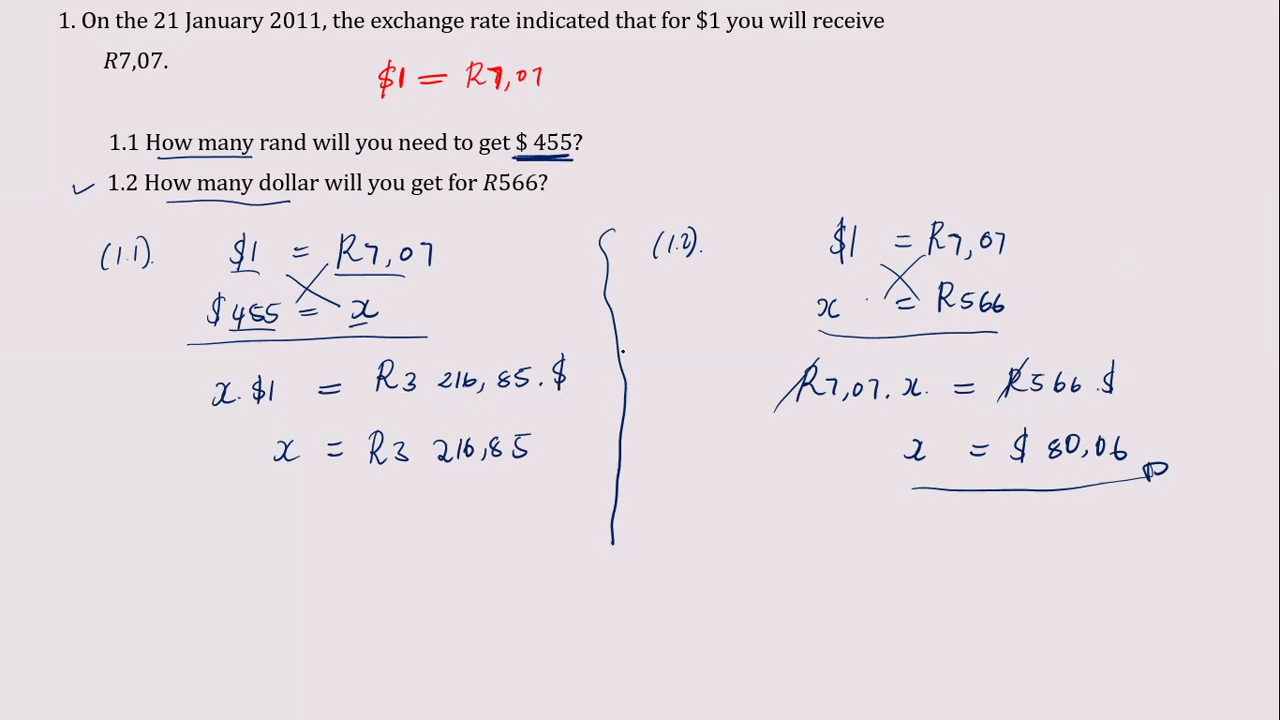 1. On the 21 January 2011, the exchange rate indicated that for $1 you will receive
R7,07.
$1 = R7,07
1.1 How many rand will you need to get $ 455?
1.2 How many dollar will you get for R566?
(1.1). $1 = R7,07
$455 = x
x. $1 = R3 216,85. $
x = R3 216,85
(1.2). $1 = R7,07
x = R566
R7,07. x. = R566 $
x = $ 80,06